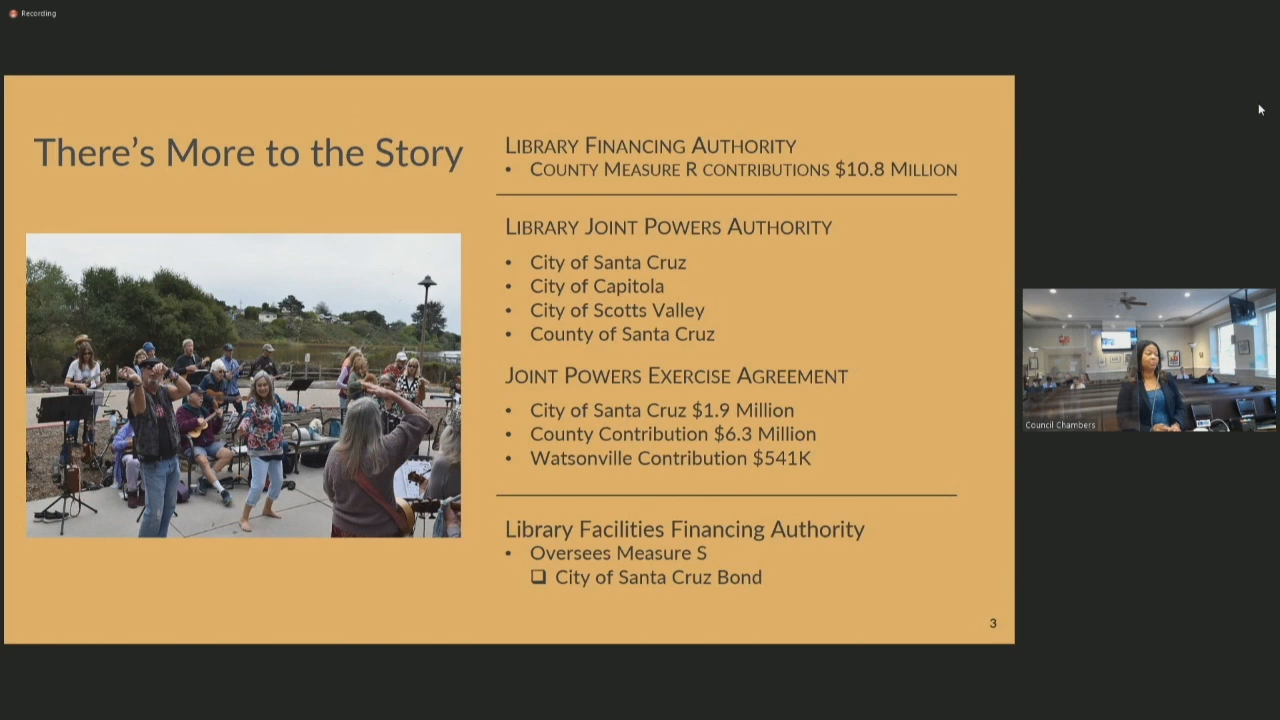 Recording
There's More to the Story
LIBRARY FINANCING AUTHORITY
• COUNTY MEASURE R CONTRIBUTIONS $10.8 MILLION
LIBRARY JOINT POWERS AUTHORITY
• City of Santa Cruz
• City of Capitola
• City of Scotts Valley
• County of Santa Cruz
JOINT POWERS EXERCISE AGREEMENT
• City of Santa Cruz $1.9 Million
• County Contribution $6.3 Million
• Watsonville Contribution $541K
Library Facilities Financing Authority
• Oversees Measure S
❑ City of Santa Cruz Bond
3
Council Chambers